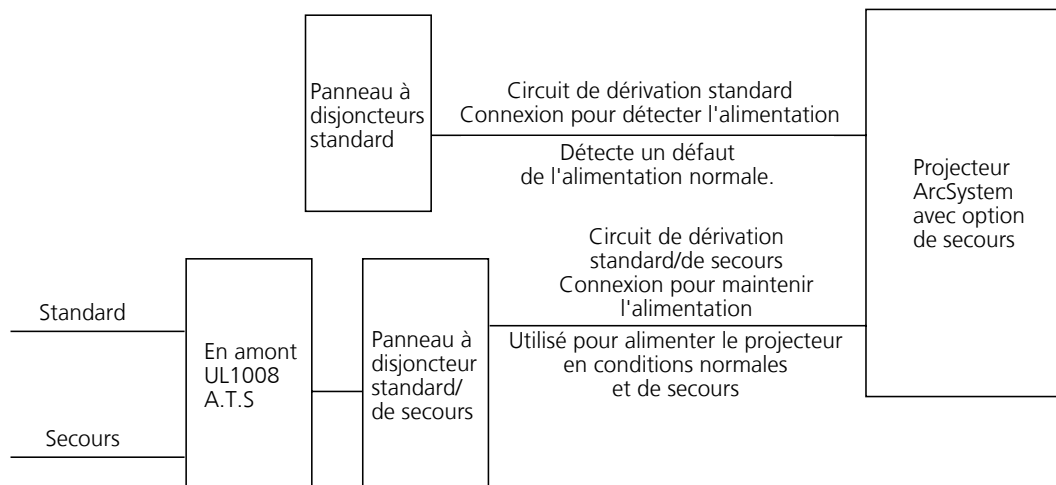 Panneau à
disjoncteurs
standard
Circuit de dérivation standard
Connexion pour détecter l'alimentation
Détecte un défaut
de l'alimentation normale.
Projecteur
ArcSystem
avec option
de secours
Standard
Secours
En amont
UL1008
A.T.S
Panneau à
disjoncteur
standard/
de secours
Circuit de dérivation
standard/de secours
Connexion pour maintenir
l'alimentation
Utilisé pour alimenter le projecteur
en conditions normales
et de secours